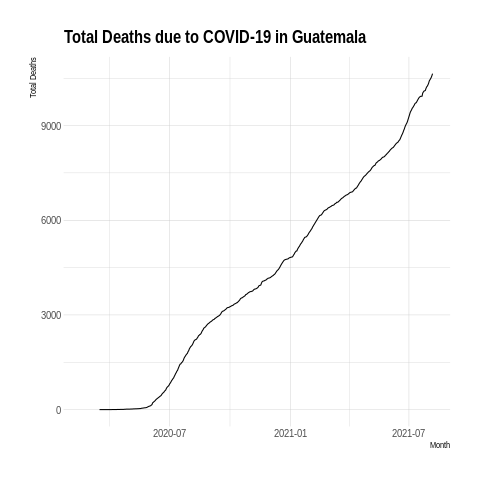 Total Deaths due to COVID-19 in Guatemala
Total Deaths
9000
6000
3000
0
2020-07
2021-01
2021-07
Month